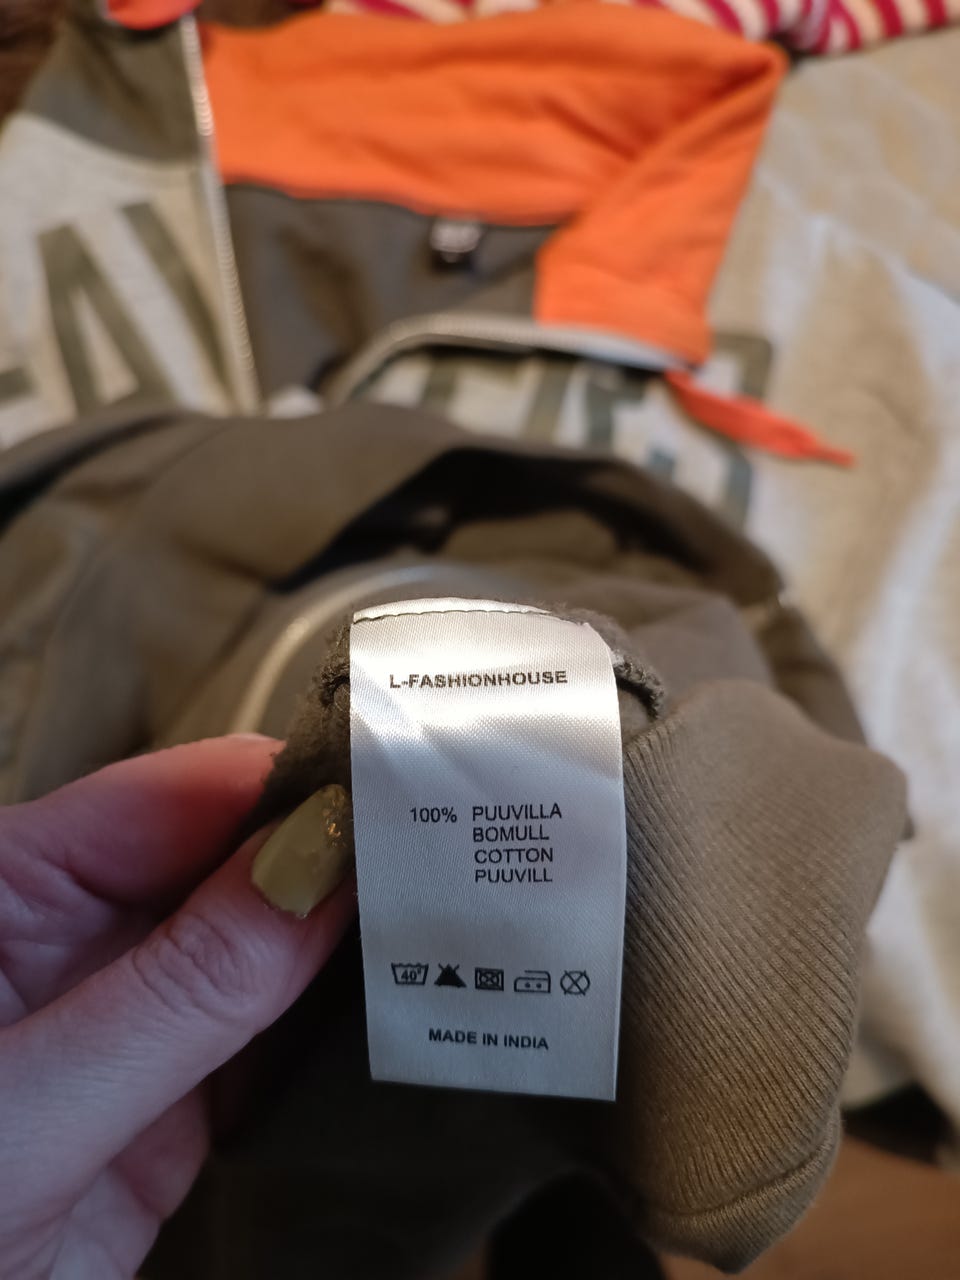 L-FASHIONHOUSE
100% PUUVILLA
BOMULL
COTTON
PUUVILL
40°
MADE IN INDIA